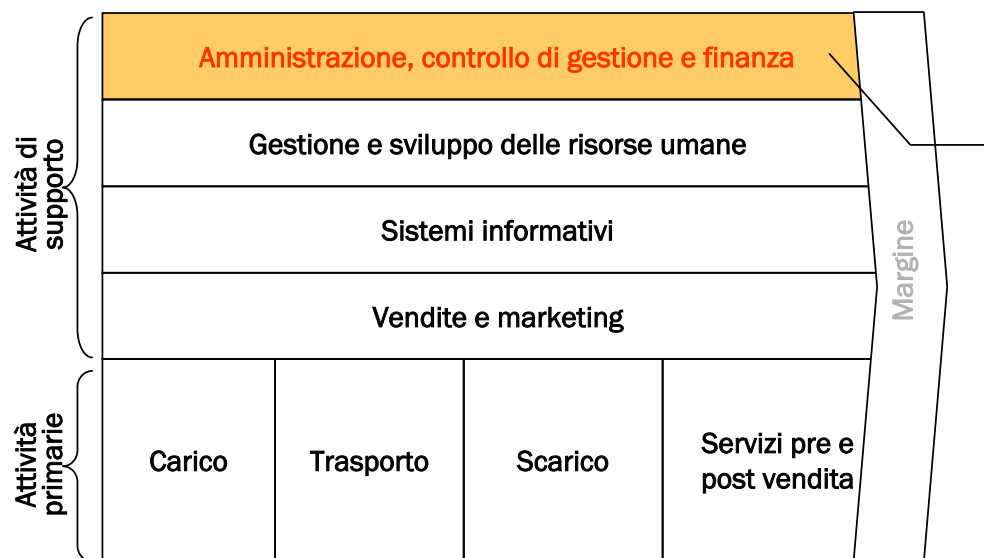 Amministrazione, controllo di gestione e finanza
Gestione e sviluppo delle risorse umane
Sistemi informativi
Vendite e marketing
Attività di
supporto
Margine
Attività
primarie
Carico
Trasporto
Scarico
Servizi pre e
post vendita